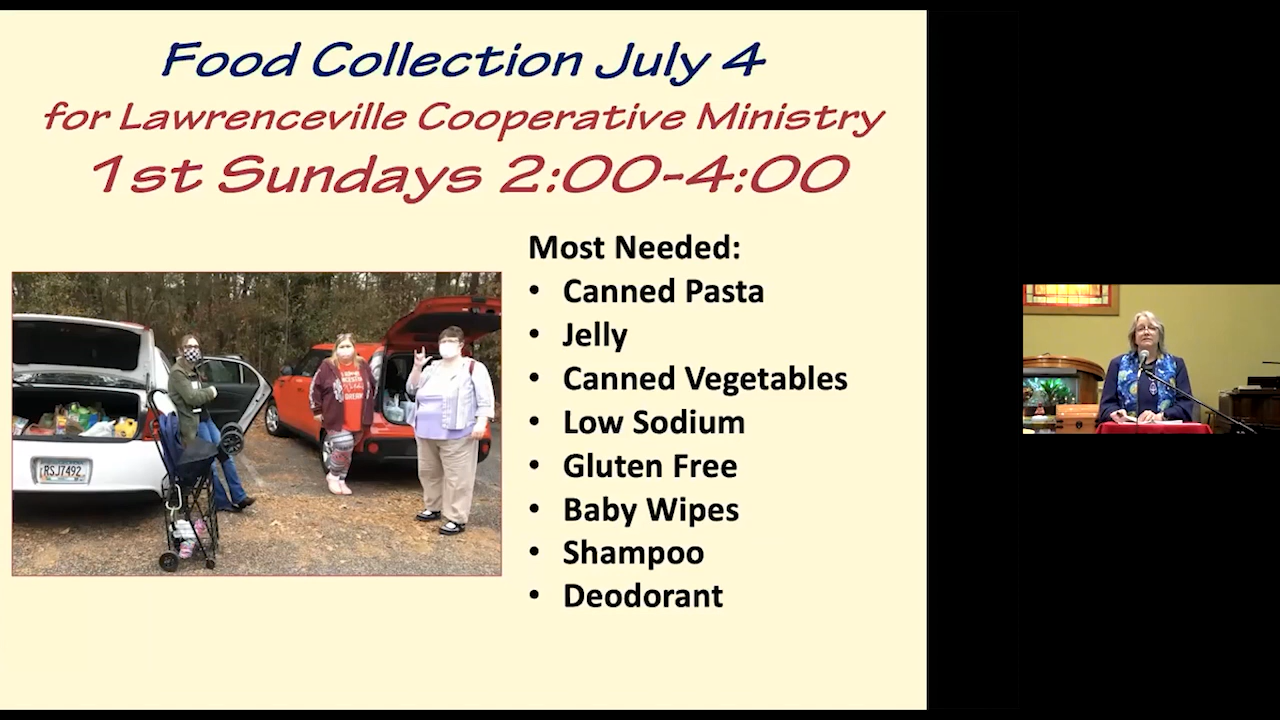 Food Collection July 4
for Lawrenceville Cooperative Ministry
1st Sundays 2:00-4:00
Most Needed:
• Canned Pasta
• Jelly
• Canned Vegetables
• Low Sodium
• Gluten Free
• Baby Wipes
• Shampoo
• Deodorant
RSJ7492